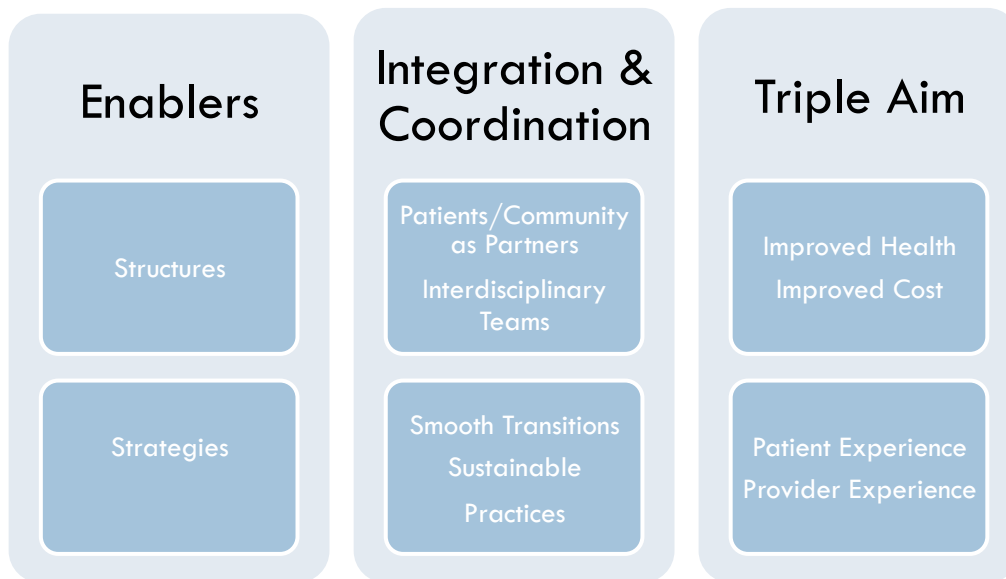 Enablers
Structures
Strategies
Integration &
Coordination
Patients/Community
as Partners
Interdisciplinary
Teams
Smooth Transitions
Sustainable
Practices
Triple Aim
Improved Health
Improved Cost
Patient Experience
Provider Experience